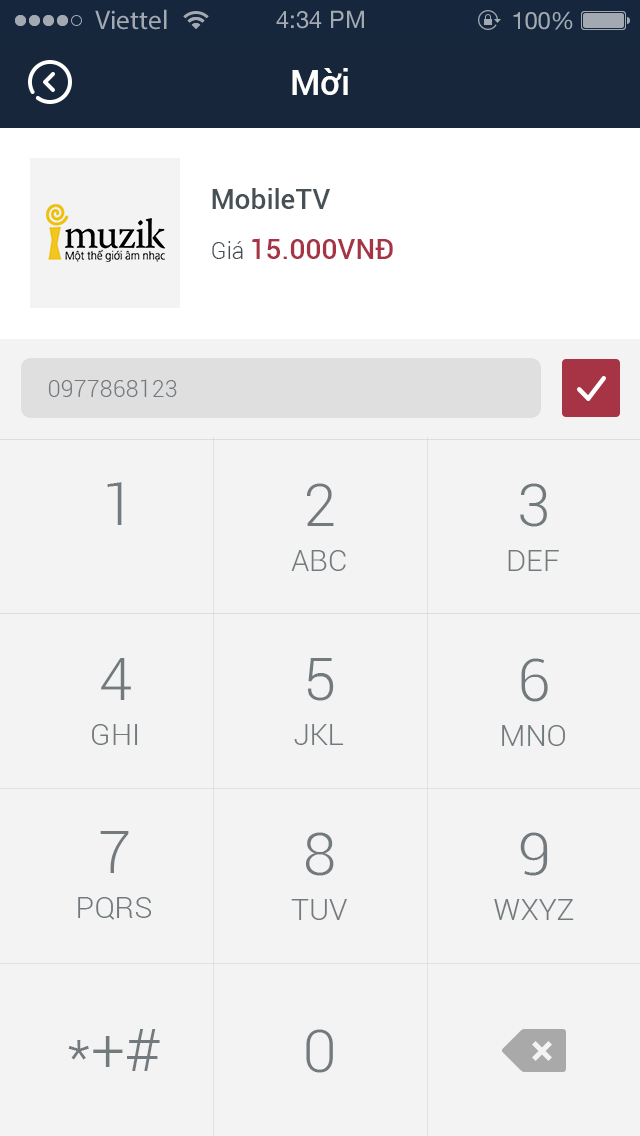 Viettel 4:34 PM 100%
Mời
imuzik
Một thế giới âm nhạc
MobileTV
Giá 15.000VNĐ
0977868123
1 2 3
ABC DEF
4 5 6
GHI JKL MNO
7 8 9
PQRS TUV WXYZ
*+# 0